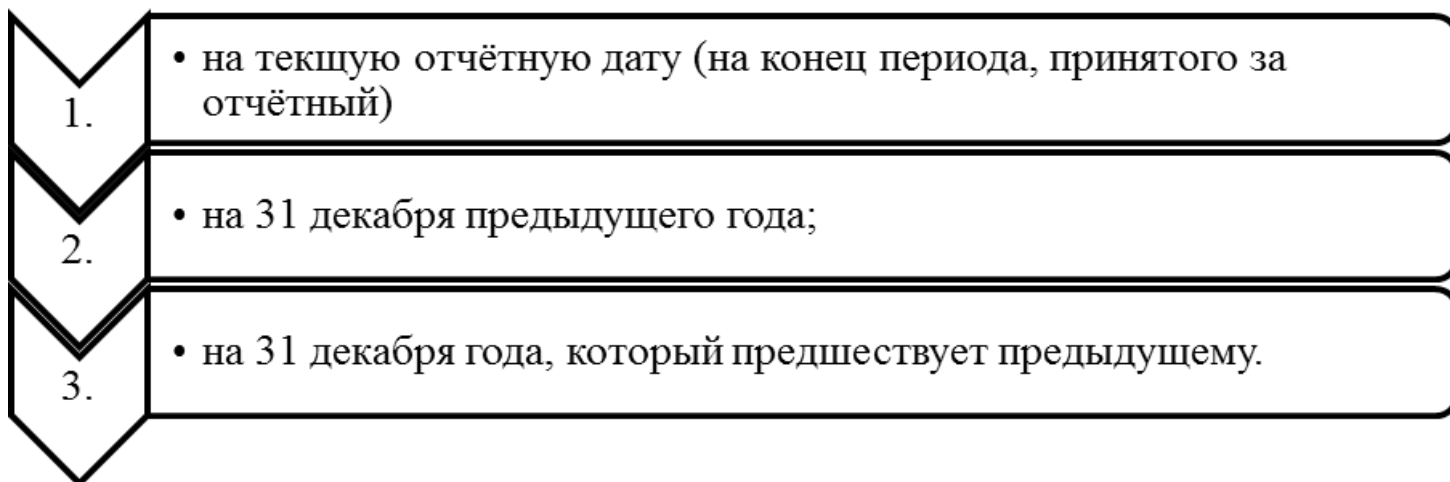 1.
• на текщую отчётную дату (на конец периода, принятого за
отчётный)
2.
• на 31 декабря предыдущего года;
3.
• на 31 декабря года, который предшествует предыдущему.